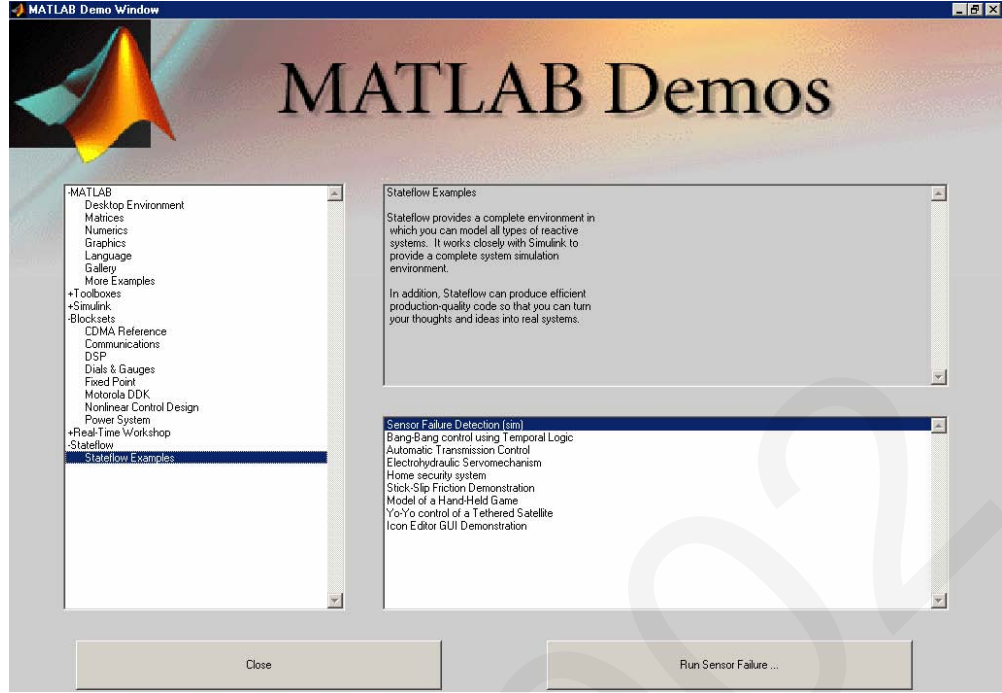 MATLAB Demo Window
MATLAB Demos
-MATLAB
Desktop Environment
Matrices
Numerics
Graphics
Language
Gallery
More Examples
+Toolboxes
+Simulink
-Blocksets
CDMA Reference
Communications
DSP
Dials & Gauges
Fixed Point
Motorola DDK
Nonlinear Control Design
Power System
+Real-Time Workshop
-Stateflow
Stateflow Examples
Stateflow Examples
Stateflow provides a complete environment in
which you can model all types of reactive
systems. It works closely with Simulink to
provide a complete system simulation
environment.
In addition, Stateflow can produce efficient
production-quality code so that you can turn
your thoughts and ideas into real systems.
Sensor Failure Detection (sim)
Bang-Bang control using Temporal Logic
Automatic Transmission Control
Electrohydraulic Servomechanism
Home security system
Stick-Slip Friction Demonstration
Model of a Hand-Held Game
Yo-Yo control of a Tethered Satellite
Icon Editor GUI Demonstration
Close
Run Sensor Failure ...